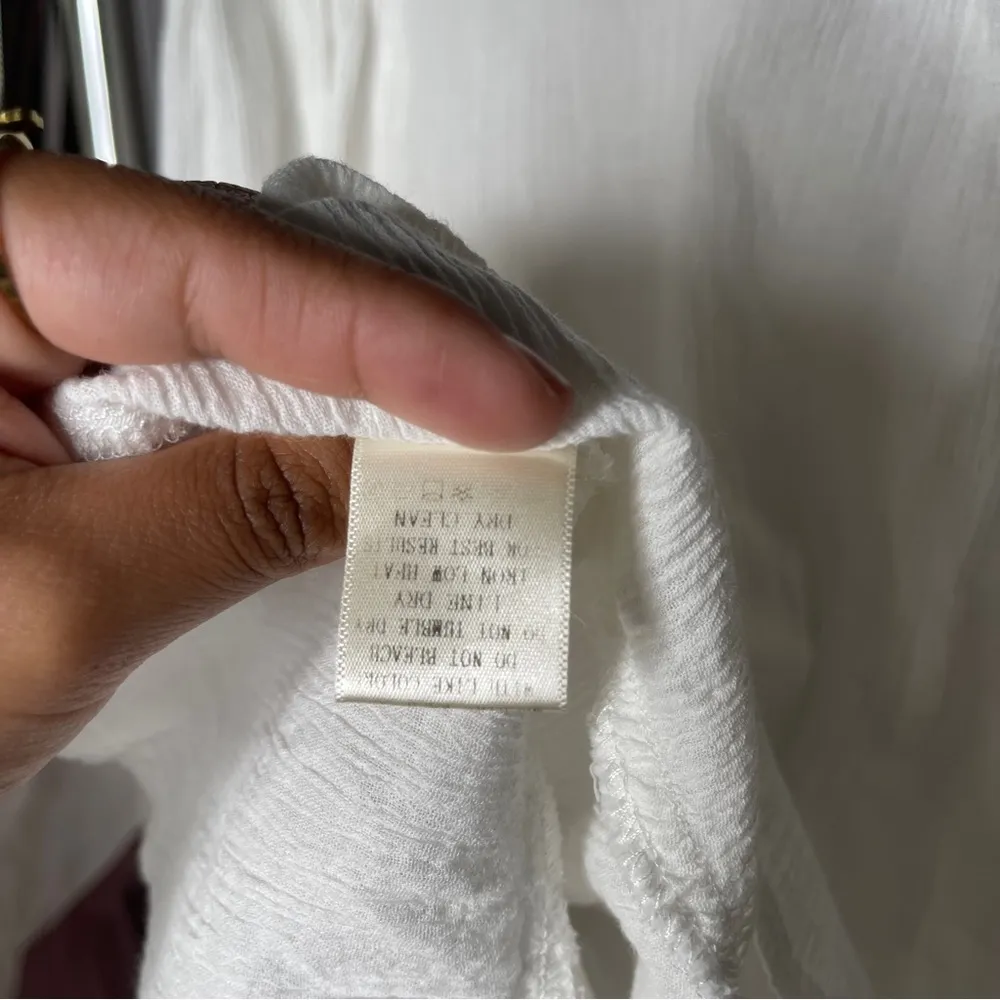 WITH LIKE COLORS
DO NOT BLEACH
DO NOT TUMBLE DRY
LINE DRY
IRON LOW HEAT
FOR BEST RESULTS
DRY CLEAN